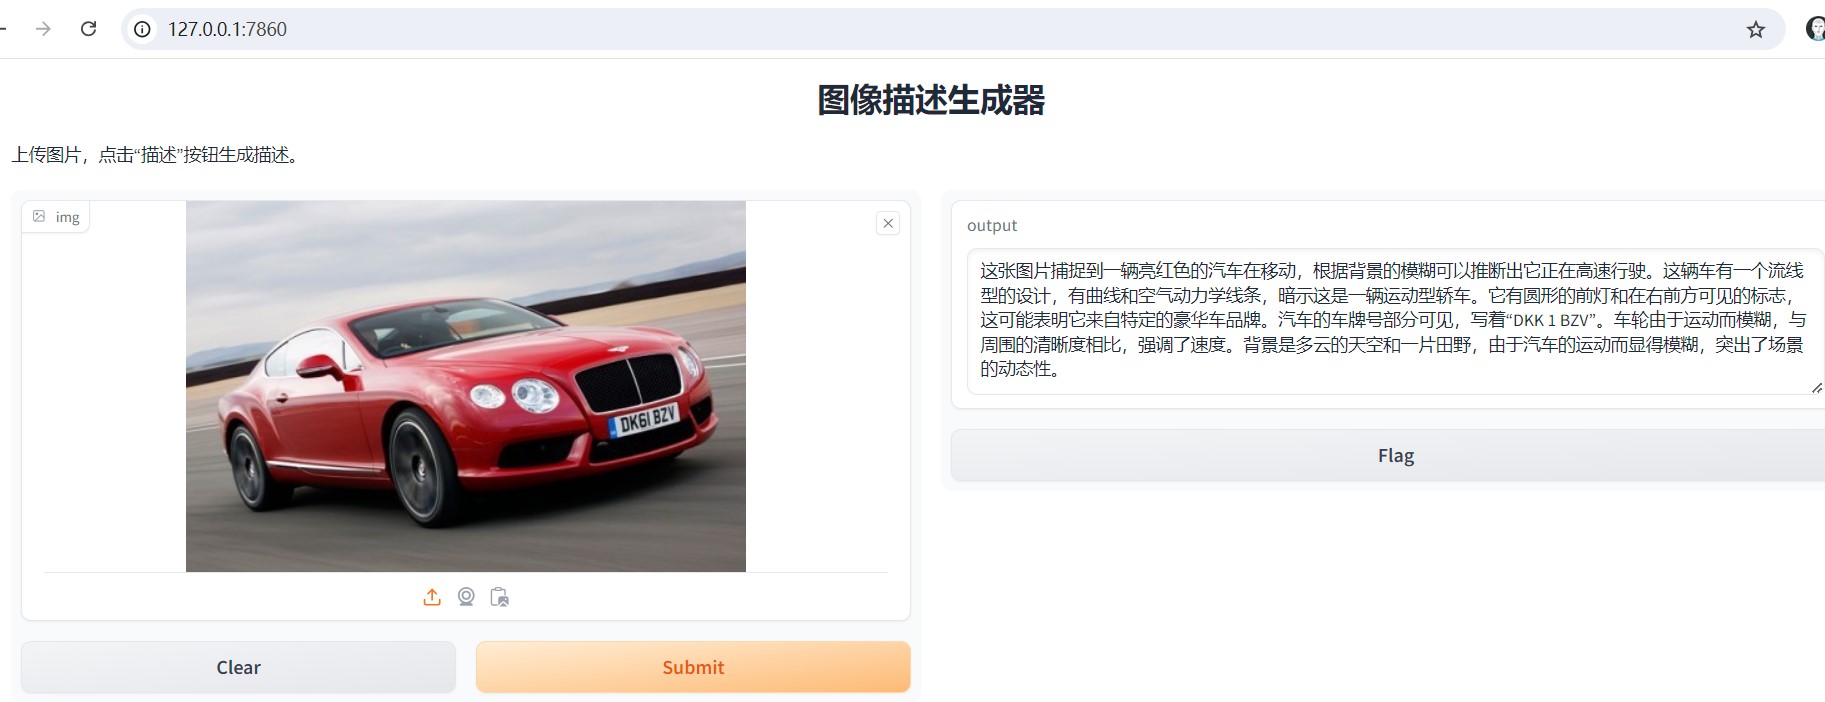 127.0.0.1:7860
图像描述生成器
上传图片，点击“描述”按钮生成描述。
img
DK61 BZV
Clear
Submit
output
这张图片捕捉到一辆亮红色的汽车在移动，根据背景的模糊可以推断出它正在高速行驶。这辆车有一个流线
型的设计，有曲线和空气动力学线条，暗示这是一辆运动型轿车。它有圆形的前灯和在右前方可见的标志，
这可能表明它来自特定的豪华车品牌。汽车的车牌号部分可见，写着“DKK 1 BZV”。车轮由于运动而模糊，与
周围的清晰度相比，强调了速度。背景是多云的天空和一片田野，由于汽车的运动而显得模糊，突出了场景
的动态性。
Flag